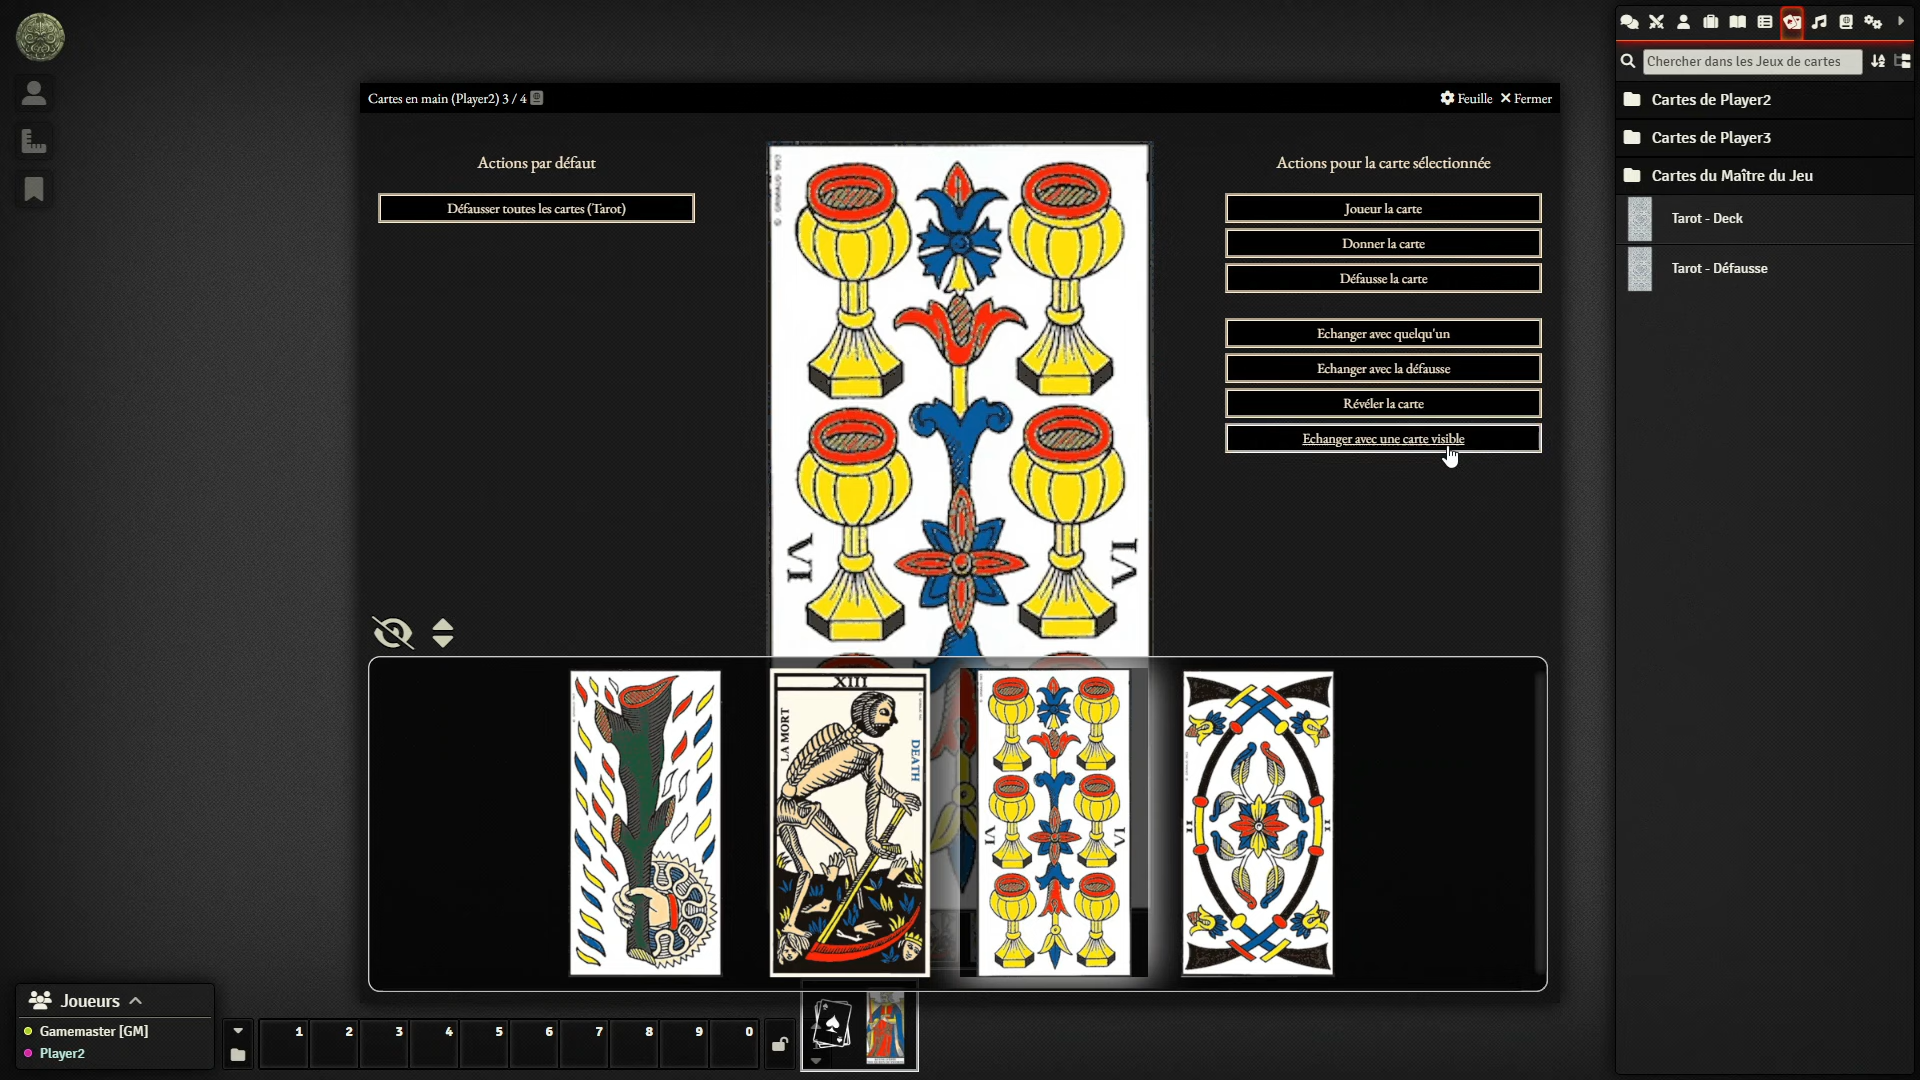 Cartes en main (Player2) 3 / 4
Feuille
Fermer
Actions par défaut
Défausser toutes les cartes (Tarot)
Actions pour la carte sélectionnée
Joueur la carte
Donner la carte
Défausse la carte
Echanger avec quelqu'un
Echanger avec la défausse
Révéler la carte
Echanger avec une carte visible
VI
VI
XIII
LA MORT
DEATH
VI
VI
II
II
Chercher dans les Jeux de cartes
Cartes de Player2
Cartes de Player3
Cartes du Maître du Jeu
Tarot - Deck
Tarot - Défausse
Joueurs
Gamemaster [GM]
Player2
1 2 3 4 5 6 7 8 9 0